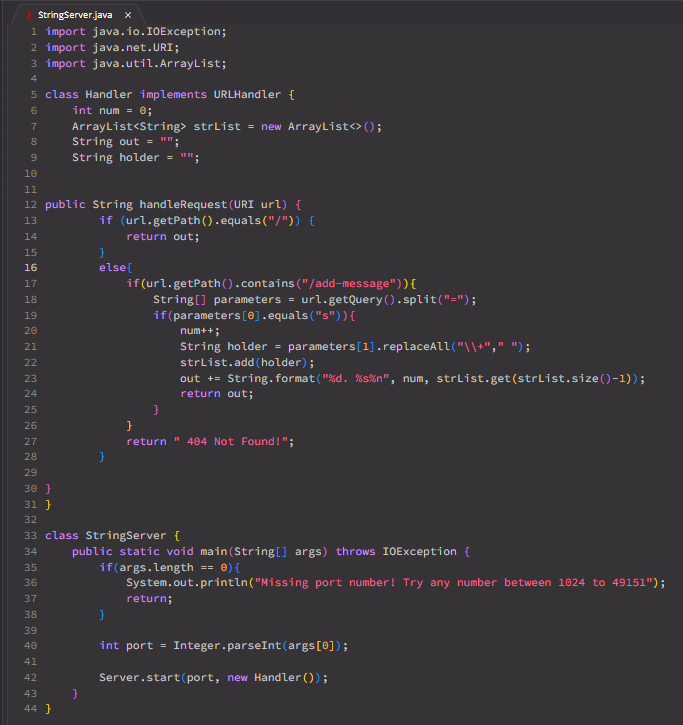 StringServer.java ×
1 import java.io.IOException;
2 import java.net.URI;
3 import java.util.ArrayList;
4
5 class Handler implements URLHandler {
6     int num = 0;
7     ArrayList<String> strList = new ArrayList<>();
8     String out = "";
9     String holder = "";
10
11
12 public String handleRequest(URI url) {
13         if (url.getPath().equals("/")) {
14             return out;
15         }
16         else{
17             if(url.getPath().contains("/add-message")){
18                 String[] parameters = url.getQuery().split("=");
19                 if(parameters[0].equals("s")){
20                     num++;
21                     String holder = parameters[1].replaceAll("\\+"," ");
22                     strList.add(holder);
23                     out += String.format("%d. %s%n", num, strList.get(strList.size()-1));
24                     return out;
25                 }
26             }
27             return " 404 Not Found!";
28         }
29
30 }
31 }
32
33 class StringServer {
34     public static void main(String[] args) throws IOException {
35         if(args.length == 0){
36             System.out.println("Missing port number! Try any number between 1024 to 49151");
37             return;
38         }
39
40         int port = Integer.parseInt(args[0]);
41
42         Server.start(port, new Handler());
43     }
44 }